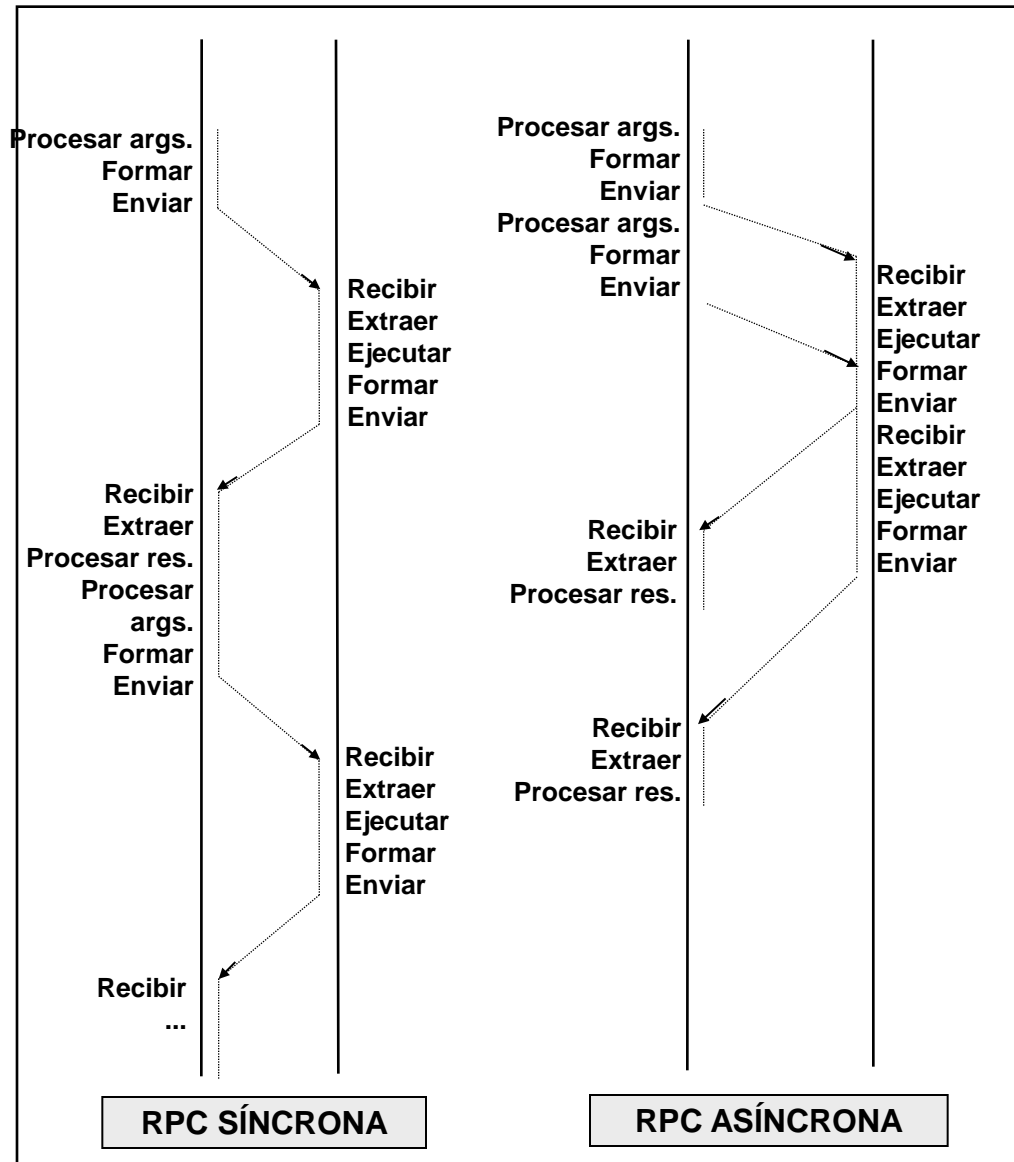 Procesar args.
Formar
Enviar
Recibir
Extraer
Ejecutar
Formar
Enviar
Recibir
Extraer
Procesar res.
Procesar
args.
Formar
Enviar
Recibir
Extraer
Ejecutar
Formar
Enviar
Recibir
...
RPC SÍNCRONA
Procesar args.
Formar
Enviar
Procesar args.
Formar
Enviar
Recibir
Extraer
Ejecutar
Formar
Enviar
Recibir
Extraer
Ejecutar
Formar
Enviar
Recibir
Extraer
Procesar res.
Recibir
Extraer
Procesar res.
RPC ASÍNCRONA